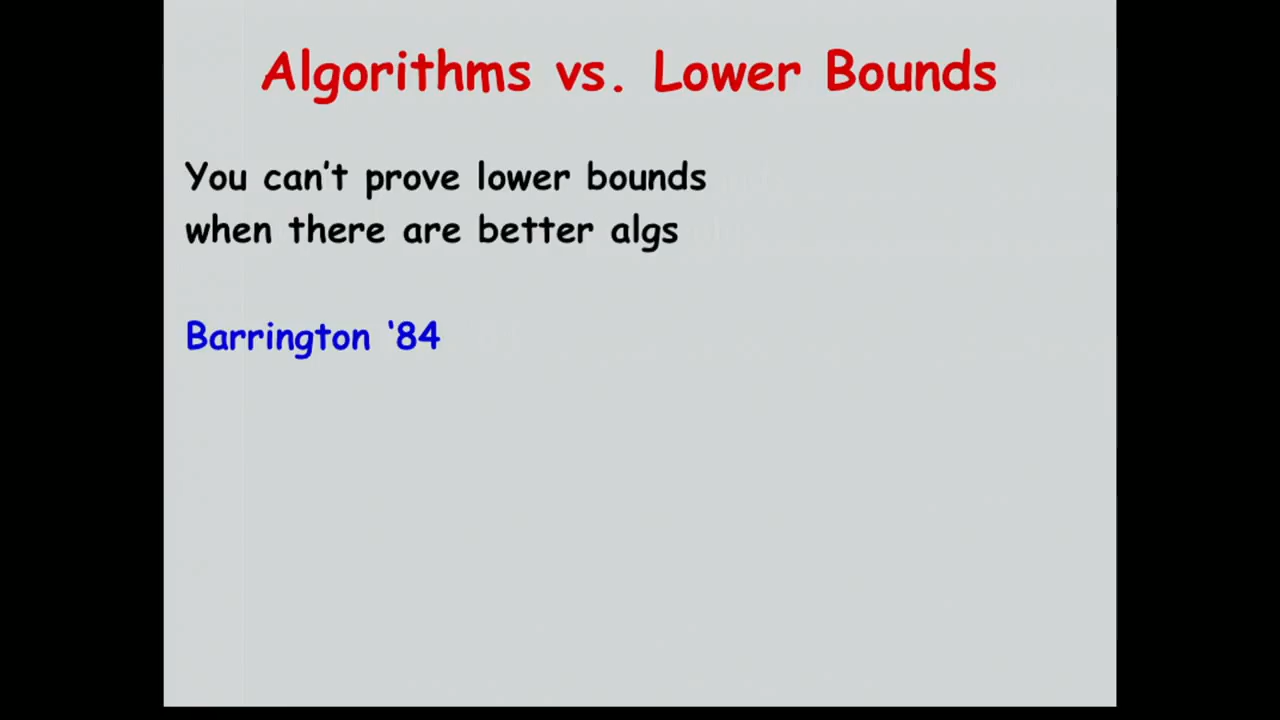 Algorithms vs. Lower Bounds
You can't prove lower bounds
when there are better algs
Barrington '84